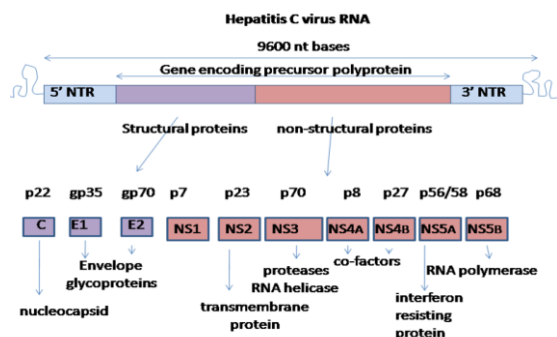 Hepatitis C virus RNA
9600 nt bases
Gene encoding precursor polyprotein
5' NTR
3' NTR
Structural proteins
non-structural proteins
p22 gp35 gp70 p7 p23 p70 p8 p27 p56/58 p68
C E1 E2 NS1 NS2 NS3 NS4A NS4B NS5A NS5B
Envelope
glycoproteins
nucleocapsid
transmembrane
protein
proteases
RNA helicase
co-factors
interferon
resisting
protein
RNA polymerase